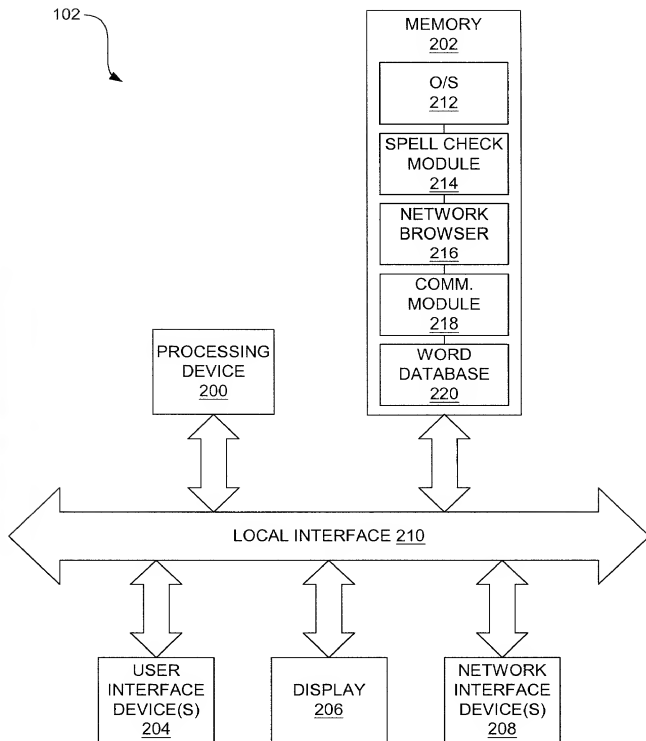 102
MEMORY
202
O/S
212
SPELL CHECK
MODULE
214
NETWORK
BROWSER
216
COMM.
MODULE
218
WORD
DATABASE
220
PROCESSING
DEVICE
200
LOCAL INTERFACE 210
USER
INTERFACE
DEVICE(S)
204
DISPLAY
206
NETWORK
INTERFACE
DEVICE(S)
208